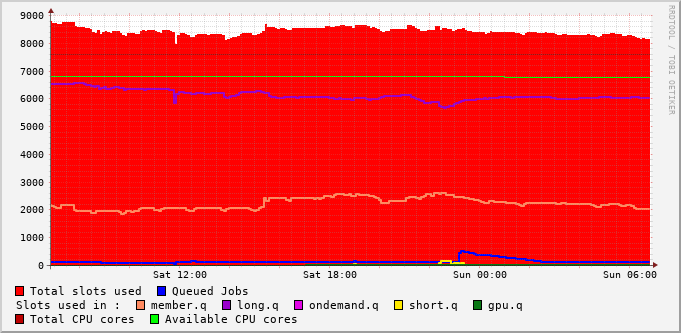 9000
8000
7000
6000
5000
4000
3000
2000
1000
0
Sat 12:00 Sat 18:00 Sun 00:00 Sun 06:00
RRDTOOL / TOBI OETIKER
Total slots used Queued Jobs
Slots used in : member.q long.q ondemand.q short.q gpu.q
Total CPU cores Available CPU cores